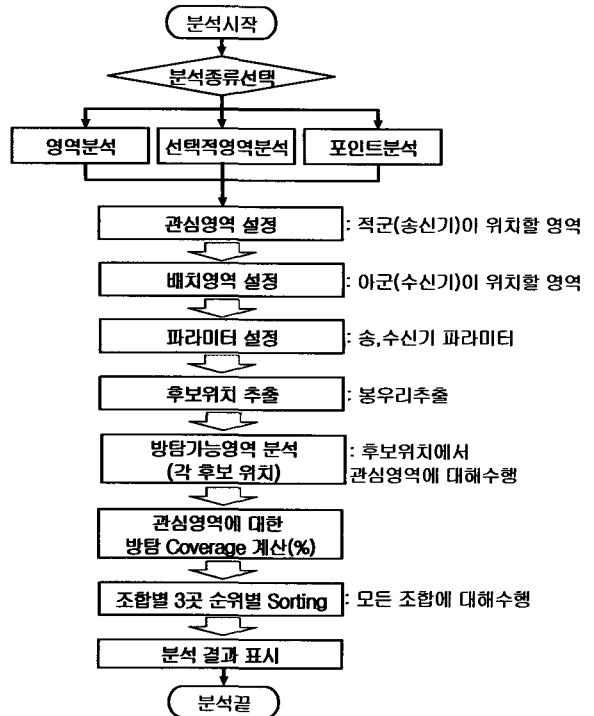 분석시작
분석종류선택
영역분석 선택적영역분석 포인트분석
관심영역 설정 : 적군(송신기)이 위치할 영역
배치영역 설정 : 아군(수신기)이 위치할 영역
파라미터 설정 : 송,수신기 파라미터
후보위치 추출 : 봉우리추출
방탐가능영역 분석 : 후보위치에서
(각 후보 위치) 관심영역에 대해수행
관심영역에 대한
방탐 Coverage 계산(%)
조합별 3곳 순위별 Sorting : 모든 조합에 대해수행
분석 결과 표시
분석끝